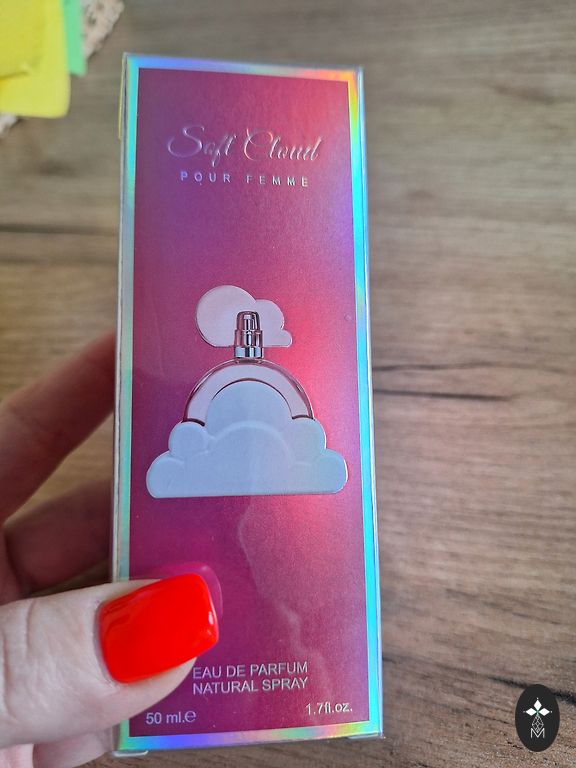 Soft Cloud
POUR FEMME
EAU DE PARFUM
NATURAL SPRAY
50 ml.e 1.7fl.oz.